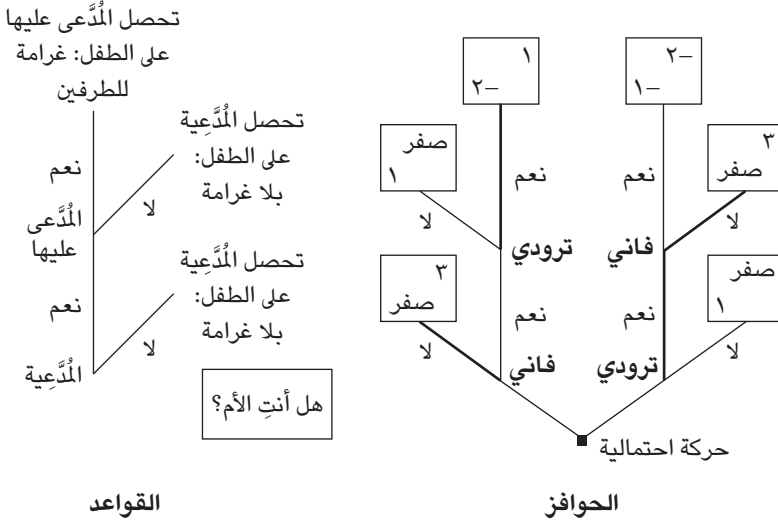 تحصل المُدَّعى عليها
على الطفل: غرامة
للطرفين
تحصل المُدَّعِية
على الطفل:
بلا غرامة
نعم
لا
المُدَّعى
عليها
تحصل المُدَّعِية
على الطفل:
بلا غرامة
نعم
لا
المُدَّعِية
هل أنتِ الأم؟
القواعد
–٢
–١
١
–٢
٣
صفر
صفر
١
نعم
نعم
لا
لا
فاني
ترودي
صفر
١
٣
صفر
نعم
نعم
لا
لا
ترودي
فاني
حركة احتمالية
الحوافز